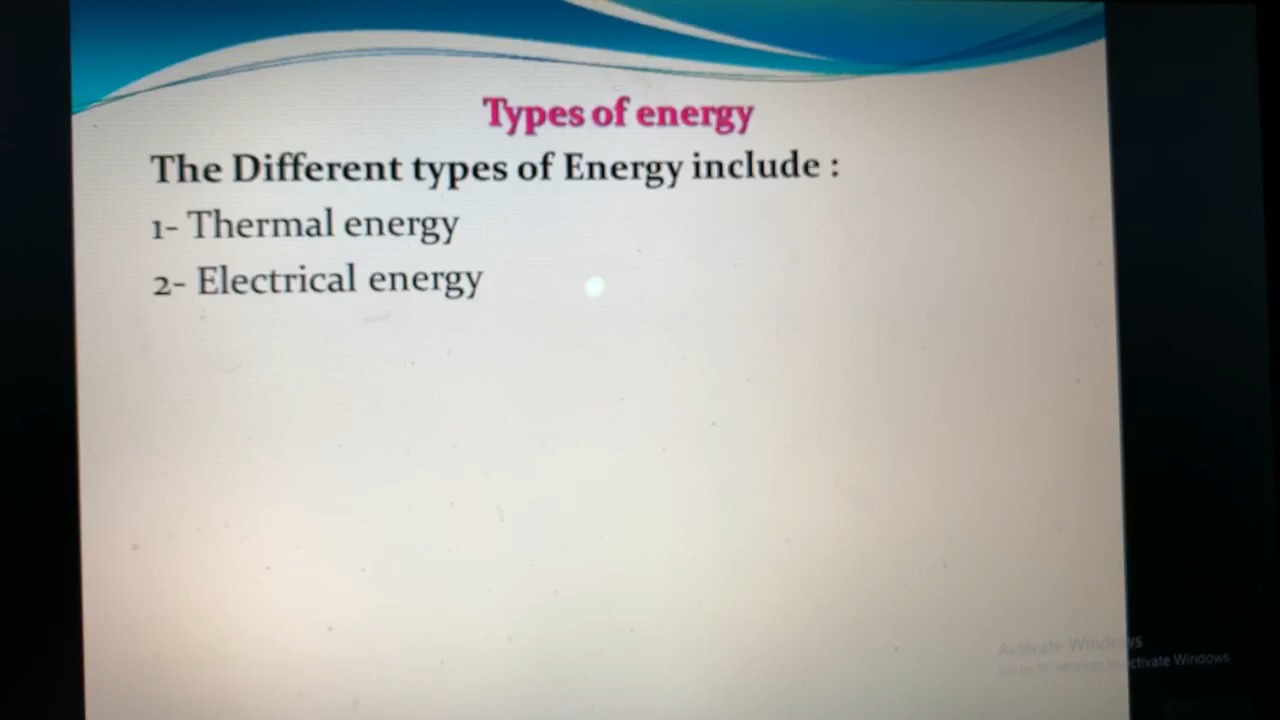 Types of energy
The Different types of Energy include :
1- Thermal energy
2- Electrical energy
Activate Windows
Go to PC settings to activate Windows.